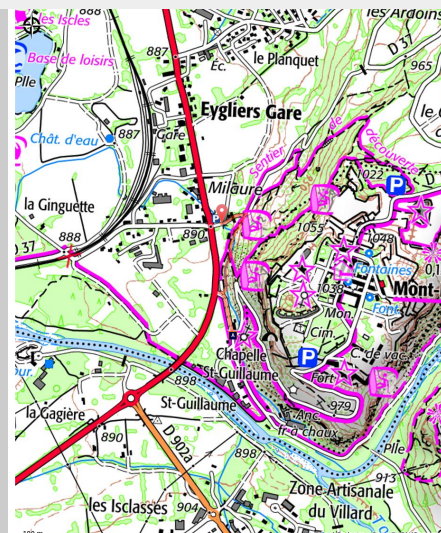 les Iscles
888
les Ardoins
Base de loisirs
887
D 37
965
Plle
Éc.
le Planquet
Eygliers Gare
Chât. d'eau
887
Gare
Sentier de découverte
1022
P
Milaure
la Ginguette
1055
1048
890
D 37
888
Fontaines
1038
Mont-
Mon.
Font.
Cim.
Chapelle
St-Guillaume
P
C. de vac.
Fort
898
979
la Gagière
St-Guillaume
Anc.
fr à chaux
Plle
890
D 902a
898
913
Zone Artisanale
du Villard
les Isclasses
904